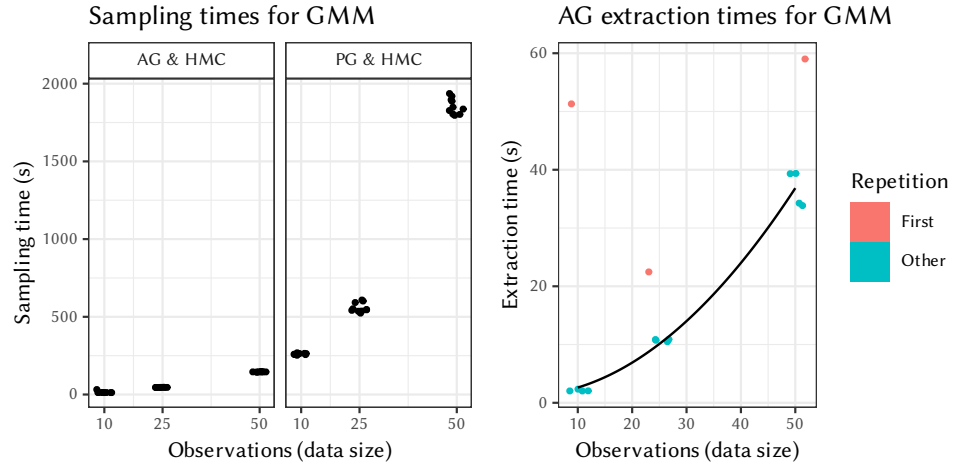 Sampling times for GMM
AG & HMC
PG & HMC
2000
1500
1000
500
0
Sampling time (s)
10
25
50
10
25
50
Observations (data size)
AG extraction times for GMM
60
40
20
0
Extraction time (s)
10
20
30
40
50
Observations (data size)
Repetition
First
Other